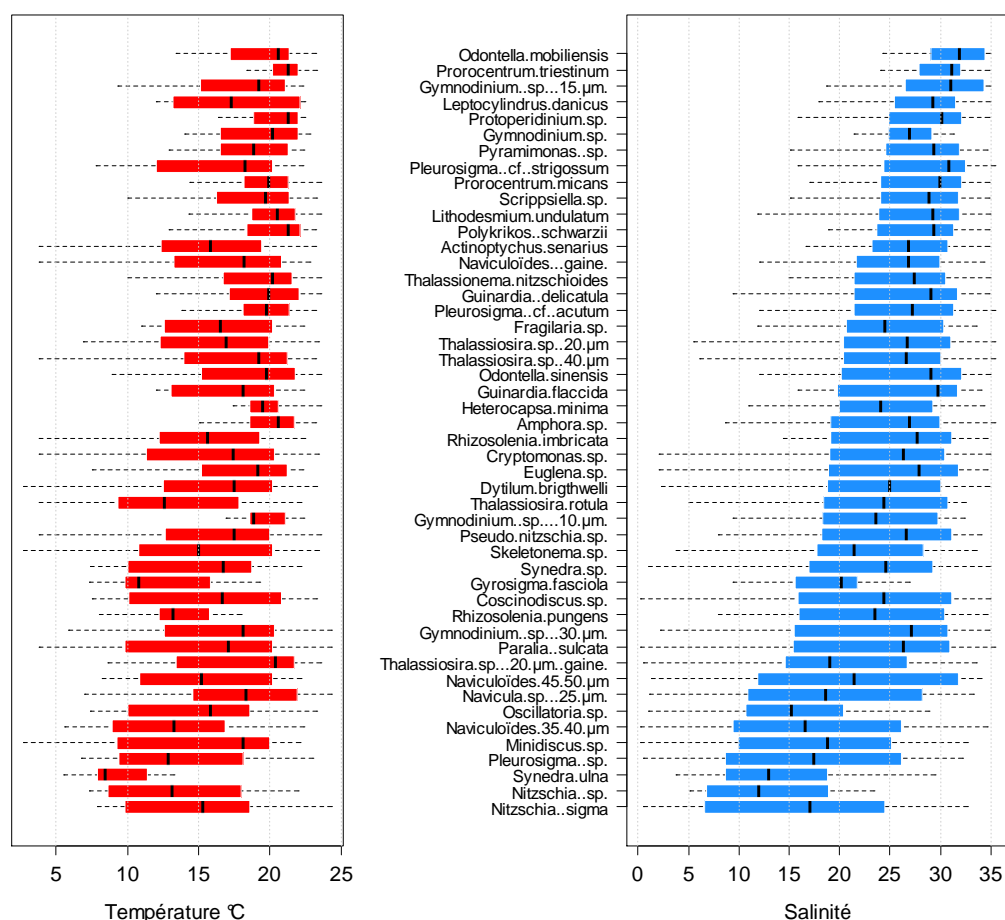 Odontella.mobiliensis
Prorocentrum.triestinum
Gymnodinium..sp...15.µm.
Leptocylindrus.danicus
Protoperidinium.sp.
Gymnodinium.sp.
Pyramimonas..sp.
Pleurosigma..cf..strigossum
Prorocentrum.micans
Scrippsiella.sp.
Lithodesmium.undulatum
Polykrikos..schwarzii
Actinoptychus.senarius
Naviculoïdes...gaine.
Thalassionema.nitzschioides
Guinardia..delicatula
Pleurosigma..cf..acutum
Fragilaria.sp.
Thalassiosira.sp..20.µm
Thalassiosira.sp..40.µm
Odontella.sinensis
Guinardia.flaccida
Heterocapsa.minima
Amphora.sp.
Rhizosolenia.imbricata
Cryptomonas.sp.
Euglena.sp.
Dytilum.brigthwelli
Thalassiosira.rotula
Gymnodinium..sp....10.µm.
Pseudo.nitzschia.sp.
Skeletonema.sp.
Synedra.sp.
Gyrosigma.fasciola
Coscinodiscus.sp.
Rhizosolenia.pungens
Gymnodinium..sp...30.µm.
Paralia..sulcata
Thalassiosira.sp...20.µm..gaine.
Naviculoïdes.45.50.µm
Navicula.sp...25.µm.
Oscillatoria.sp.
Naviculoïdes.35.40.µm
Minidiscus.sp.
Pleurosigma..sp.
Synedra.ulna
Nitzschia..sp.
Nitzschia..sigma
5 10 15 20 25
0 5 10 15 20 25 30 35
Température °C
Salinité